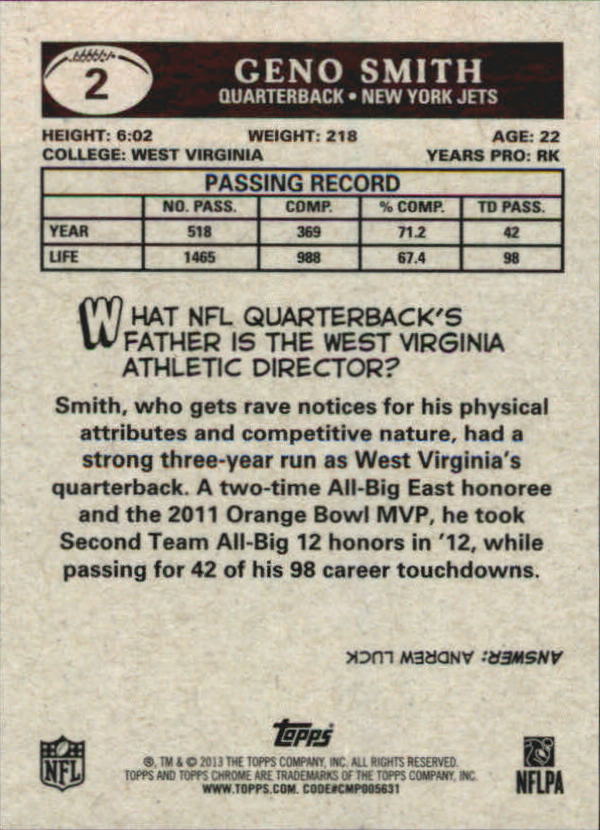 2
GENO SMITH
QUARTERBACK • NEW YORK JETS
HEIGHT: 6:02 WEIGHT: 218 AGE: 22
COLLEGE: WEST VIRGINIA YEARS PRO: RK
PASSING RECORD
NO. PASS. COMP. % COMP. TD PASS.
YEAR 518 369 71.2 42
LIFE 1465 988 67.4 98
WHAT NFL QUARTERBACK'S
FATHER IS THE WEST VIRGINIA
ATHLETIC DIRECTOR?
Smith, who gets rave notices for his physical
attributes and competitive nature, had a
strong three-year run as West Virginia's
quarterback. A two-time All-Big East honoree
and the 2011 Orange Bowl MVP, he took
Second Team All-Big 12 honors in '12, while
passing for 42 of his 98 career touchdowns.
ANSWER: ANDREW LUCK
Topps
®, TM & © 2013 THE TOPPS COMPANY, INC. ALL RIGHTS RESERVED.
TOPPS AND TOPPS CHROME ARE TRADEMARKS OF THE TOPPS COMPANY, INC.
WWW.TOPPS.COM. CODE#CMP005631
NFL
NFLPA